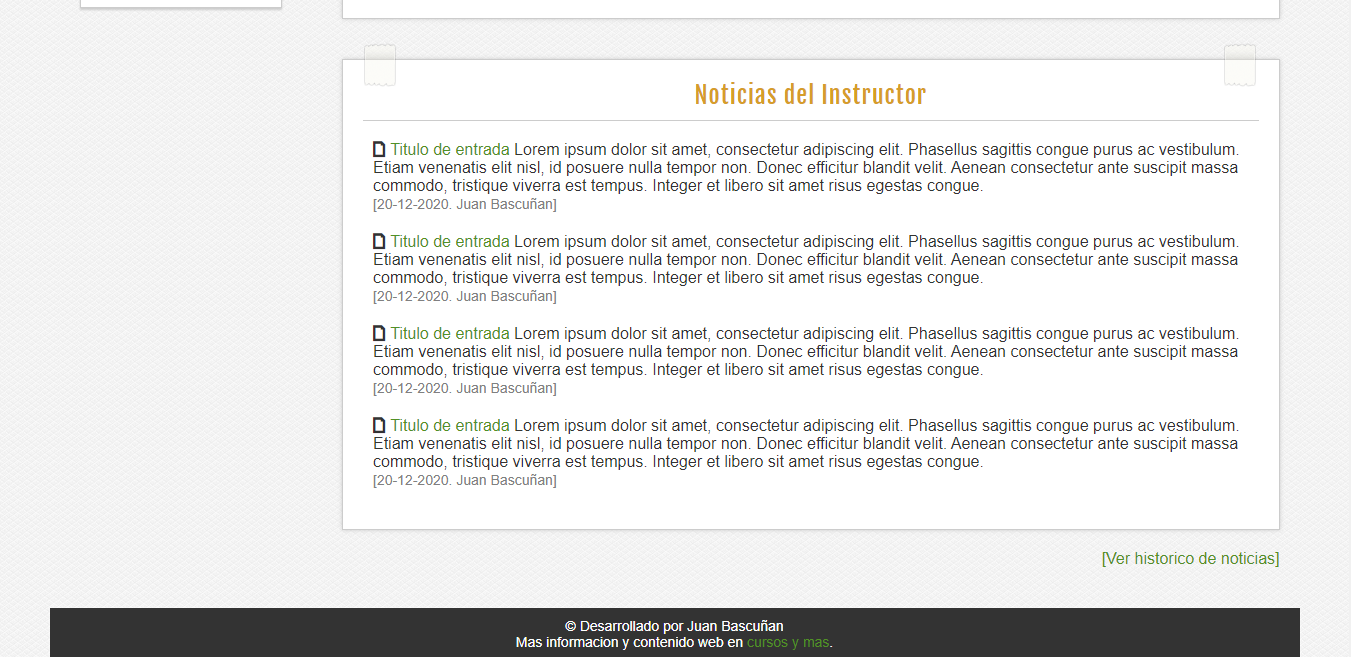 Noticias del Instructor
Titulo de entrada Lorem ipsum dolor sit amet, consectetur adipiscing elit. Phasellus sagittis congue purus ac vestibulum.
Etiam venenatis elit nisl, id posuere nulla tempor non. Donec efficitur blandit velit. Aenean consectetur ante suscipit massa
commodo, tristique viverra est tempus. Integer et libero sit amet risus egestas congue.
[20-12-2020. Juan Bascuñan]
Titulo de entrada Lorem ipsum dolor sit amet, consectetur adipiscing elit. Phasellus sagittis congue purus ac vestibulum.
Etiam venenatis elit nisl, id posuere nulla tempor non. Donec efficitur blandit velit. Aenean consectetur ante suscipit massa
commodo, tristique viverra est tempus. Integer et libero sit amet risus egestas congue.
[20-12-2020. Juan Bascuñan]
Titulo de entrada Lorem ipsum dolor sit amet, consectetur adipiscing elit. Phasellus sagittis congue purus ac vestibulum.
Etiam venenatis elit nisl, id posuere nulla tempor non. Donec efficitur blandit velit. Aenean consectetur ante suscipit massa
commodo, tristique viverra est tempus. Integer et libero sit amet risus egestas congue.
[20-12-2020. Juan Bascuñan]
Titulo de entrada Lorem ipsum dolor sit amet, consectetur adipiscing elit. Phasellus sagittis congue purus ac vestibulum.
Etiam venenatis elit nisl, id posuere nulla tempor non. Donec efficitur blandit velit. Aenean consectetur ante suscipit massa
commodo, tristique viverra est tempus. Integer et libero sit amet risus egestas congue.
[20-12-2020. Juan Bascuñan]
[Ver historico de noticias]
© Desarrollado por Juan Bascuñan
Mas informacion y contenido web en cursos y mas.